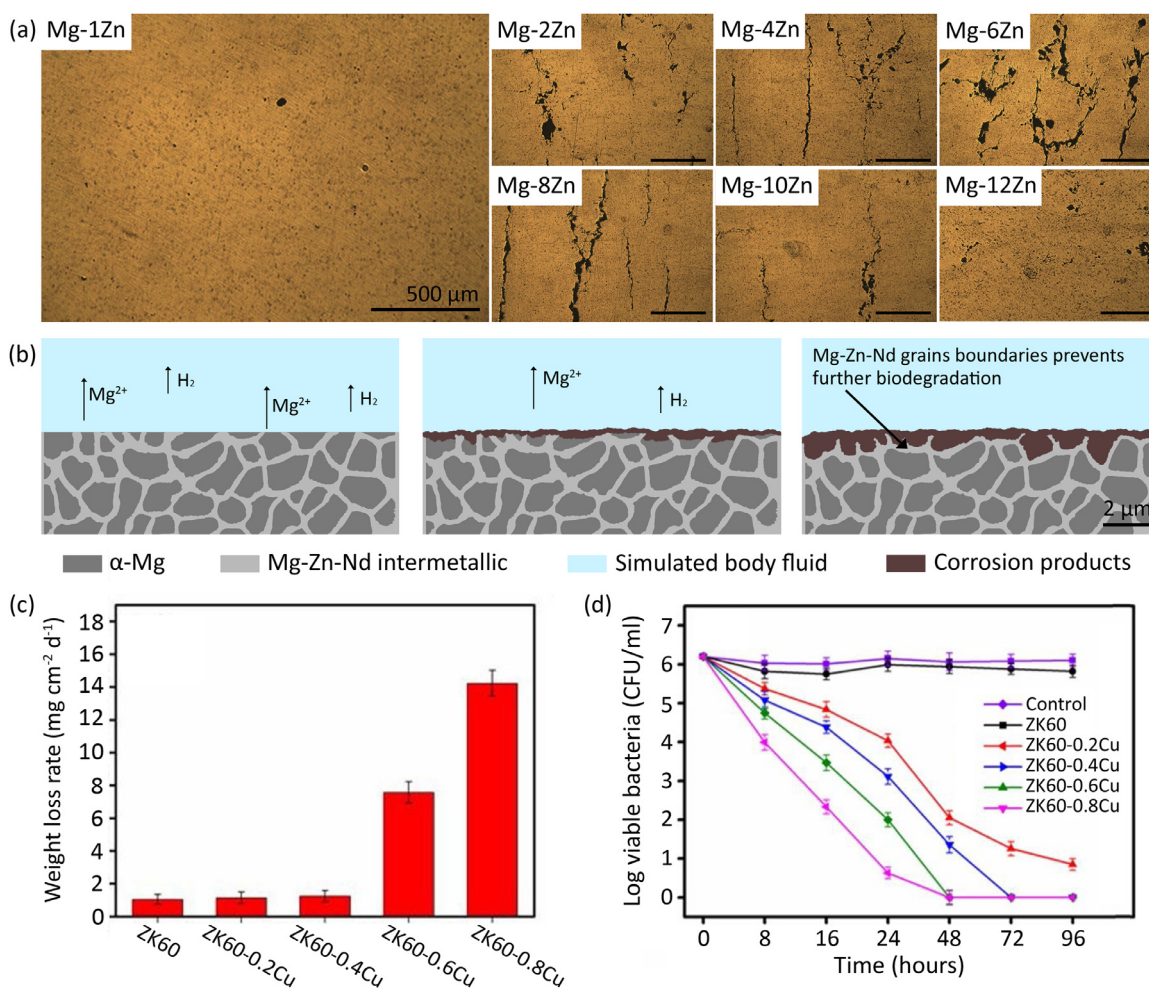 (a)
Mg-1Zn
Mg-2Zn
Mg-4Zn
Mg-6Zn
Mg-8Zn
Mg-10Zn
Mg-12Zn
500 µm
(b)
Mg²⁺
H₂
Mg²⁺
H₂
Mg²⁺
H₂
Mg-Zn-Nd grains boundaries prevents
further biodegradation
2 µm
α-Mg
Mg-Zn-Nd intermetallic
Simulated body fluid
Corrosion products
(c)
Weight loss rate (mg cm⁻² d⁻¹)
18
16
14
12
10
8
6
4
2
0
ZK60
ZK60-0.2Cu
ZK60-0.4Cu
ZK60-0.6Cu
ZK60-0.8Cu
(d)
Log viable bacteria (CFU/ml)
7
6
5
4
3
2
1
0
Control
ZK60
ZK60-0.2Cu
ZK60-0.4Cu
ZK60-0.6Cu
ZK60-0.8Cu
0 8 16 24 48 72 96
Time (hours)